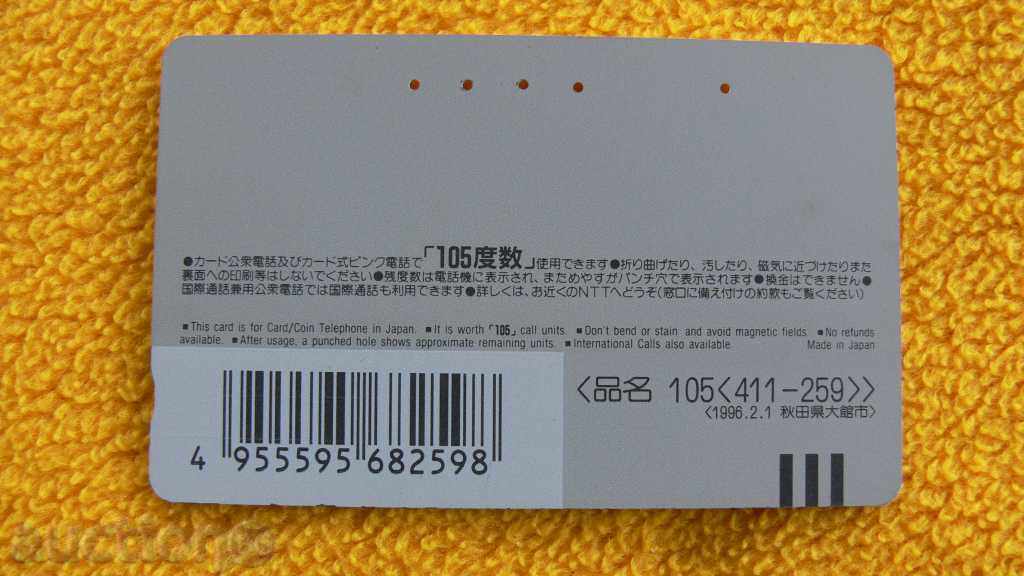 ●カード公衆電話及びカード式ピンク電話で「105度数」使用できます●折り曲げたり、汚したり、磁気に近づけたりまた
裏面への印刷等はしないでください●残度数は電話機に表示され、まためやすがパンチ穴で表示されます●換金はできません●
国際通話兼用公衆電話では国際通話も利用できます●詳しくは、お近くのNTTへどうぞ(窓口に備え付けの約款もご覧ください)
■This card is for Card/Coin Telephone in Japan. ■It is worth「105」call units. ■Don't bend or stain and avoid magnetic fields. ■No refunds
available. ■After usage, a punched hole shows approximate remaining units. ■International Calls also available. Made in Japan
〈品名 105〈411-259〉〉
〈1996.2.1 秋田県大館市〉
4 955595 682598
auction